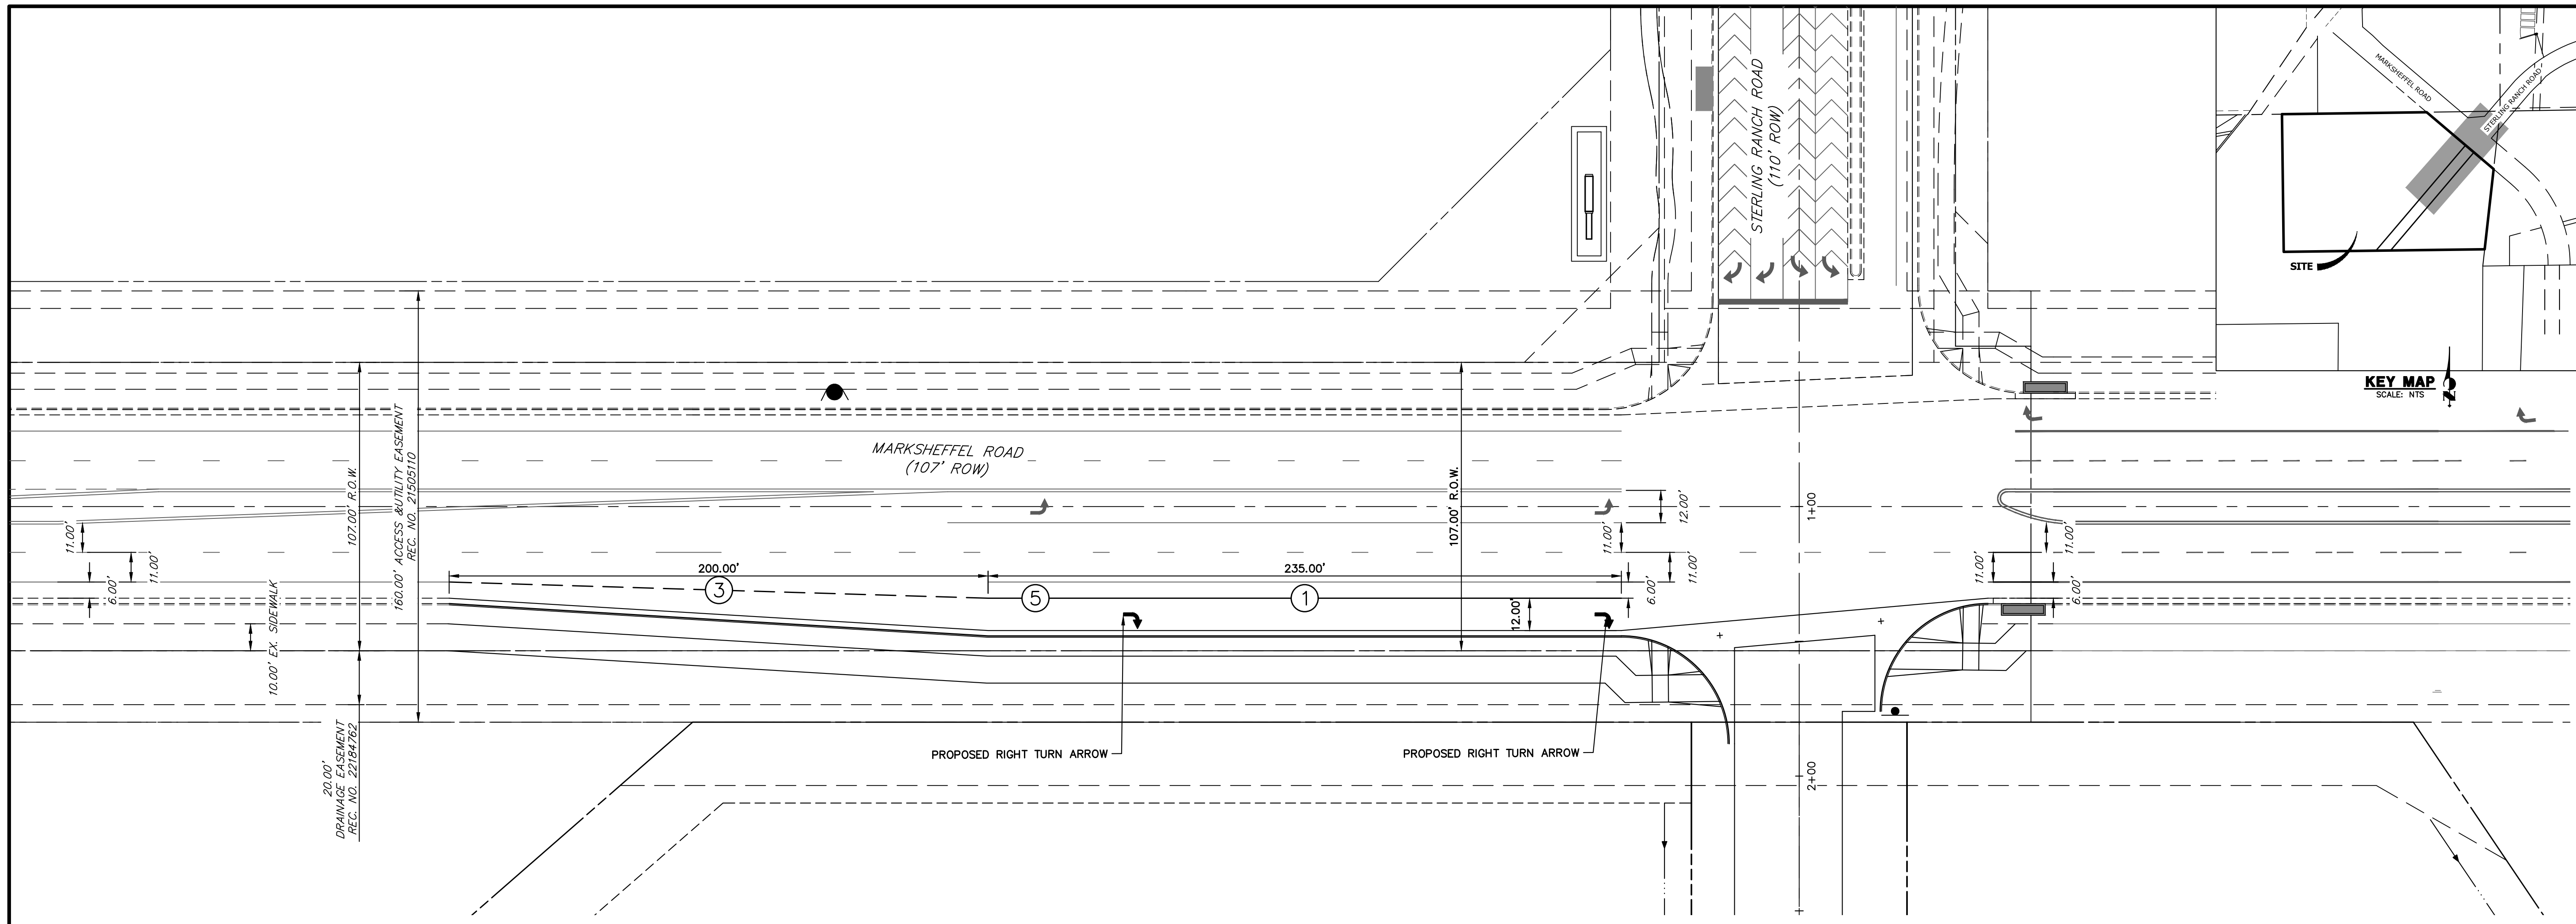 STERLING RANCH ROAD
(110' ROW)
MARKSHEFFEL ROAD
STERLING RANCH ROAD
SITE
KEY MAP
SCALE: NTS
N
MARKSHEFFEL ROAD
(107' ROW)
107.00' R.O.W.
160.00' ACCESS &UTILITY EASEMENT
REC. NO. 21505110
107.00' R.O.W.
12.00'
1+00
11.00'
11.00'
6.00'
11.00'
11.00'
6.00'
12.00'
11.00'
11.00'
6.00'
200.00'
235.00'
3
5
1
10.00' EX. SIDEWALK
20.00'
DRAINAGE EASEMENT
REC. NO. 22184762
PROPOSED RIGHT TURN ARROW
PROPOSED RIGHT TURN ARROW
2+00